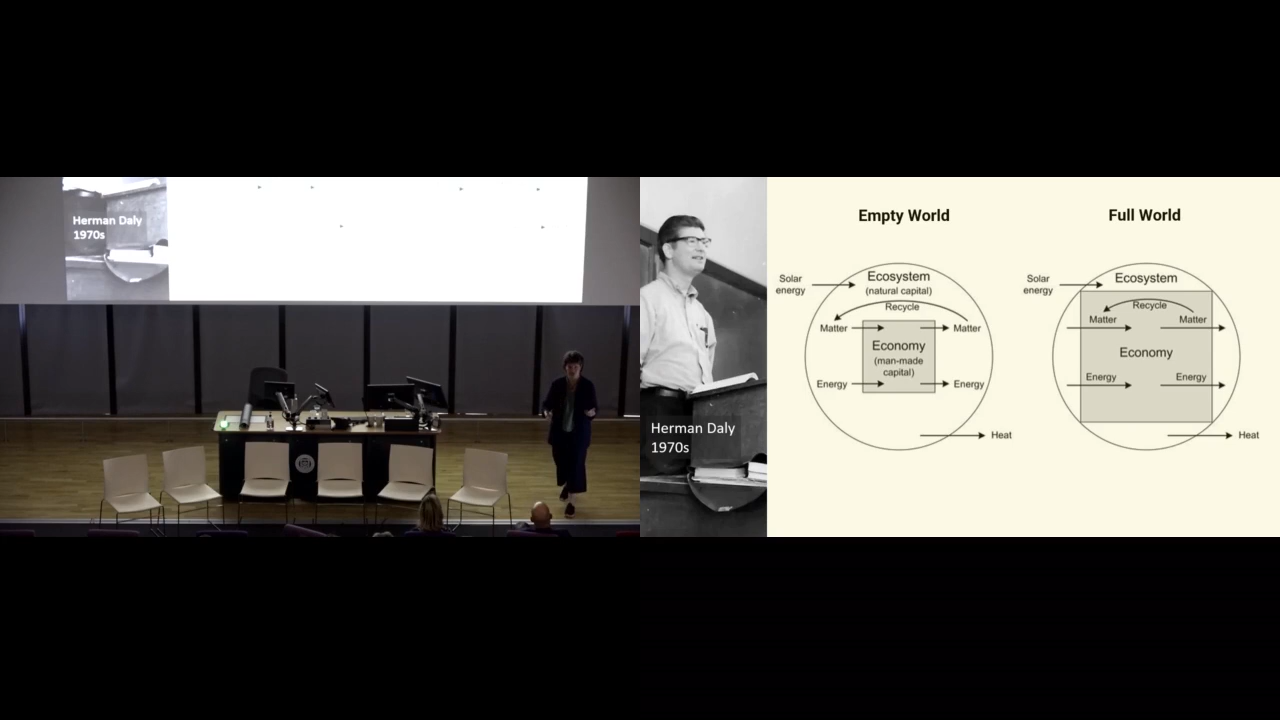 Herman Daly
1970s
Herman Daly
1970s
Empty World
Solar
energy
Ecosystem
(natural capital)
Recycle
Matter
Matter
Economy
(man-made
capital)
Energy
Energy
Heat
Full World
Solar
energy
Ecosystem
Recycle
Matter
Matter
Economy
Energy
Energy
Heat